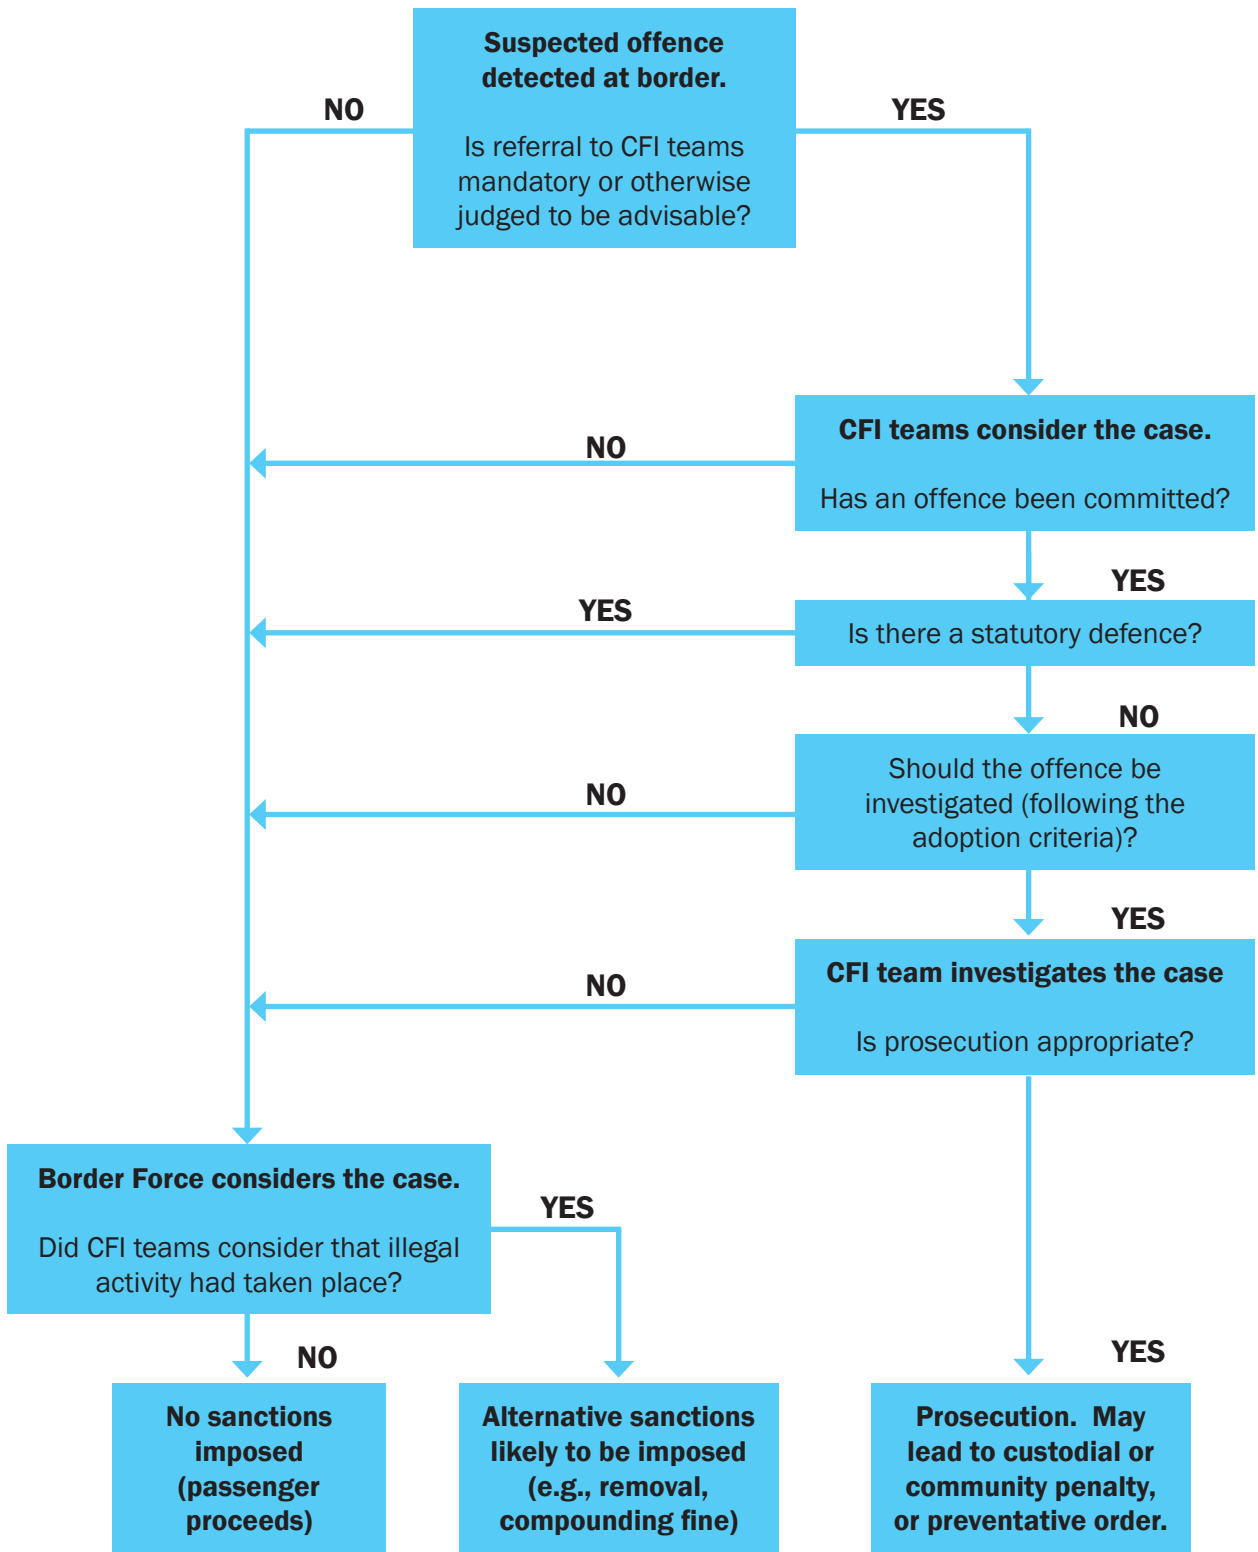 Suspected offence
detected at border.
NO
YES
Is referral to CFI teams
mandatory or otherwise
judged to be advisable?
CFI teams consider the case.
NO
Has an offence been committed?
YES
YES
Is there a statutory defence?
NO
Should the offence be
investigated (following the
adoption criteria)?
NO
YES
CFI team investigates the case
NO
Is prosecution appropriate?
Border Force considers the case.
YES
Did CFI teams consider that illegal
activity had taken place?
NO
YES
No sanctions
imposed
(passenger
proceeds)
Alternative sanctions
likely to be imposed
(e.g., removal,
compounding fine)
Prosecution. May
lead to custodial or
community penalty,
or preventative order.